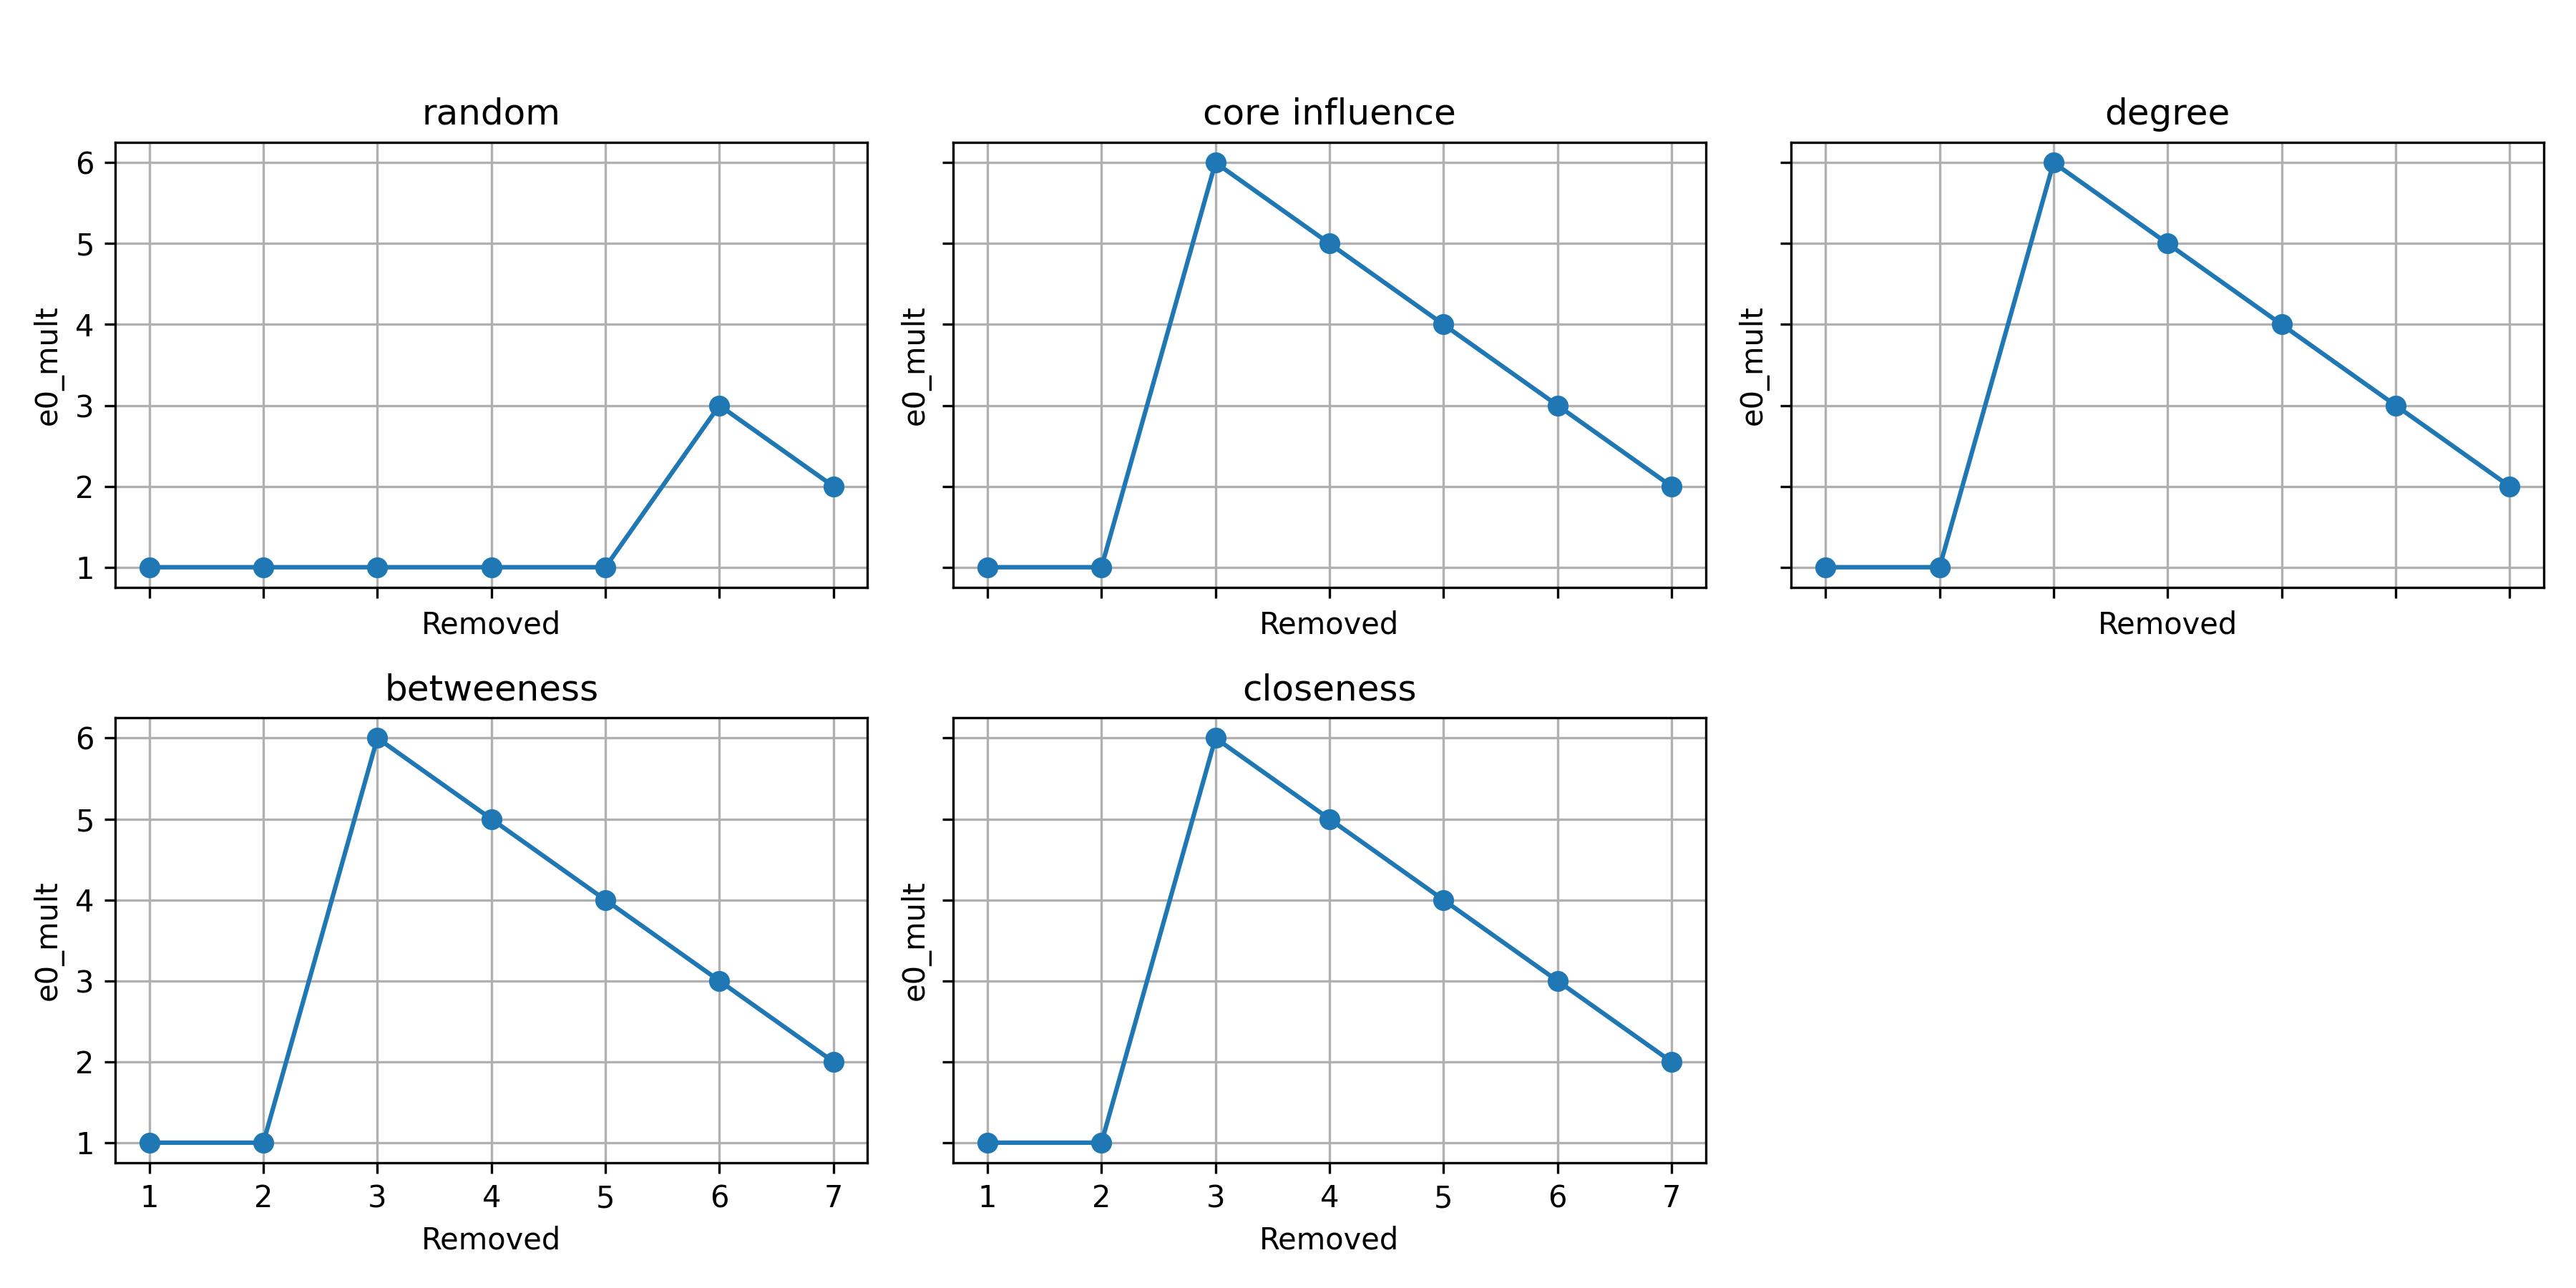 random
core influence
degree
6
5
4
3
2
1
e0_mult
e0_mult
e0_mult
Removed
Removed
Removed
betweeness
closeness
6
5
4
3
2
1
e0_mult
e0_mult
1 2 3 4 5 6 7
1 2 3 4 5 6 7
Removed
Removed